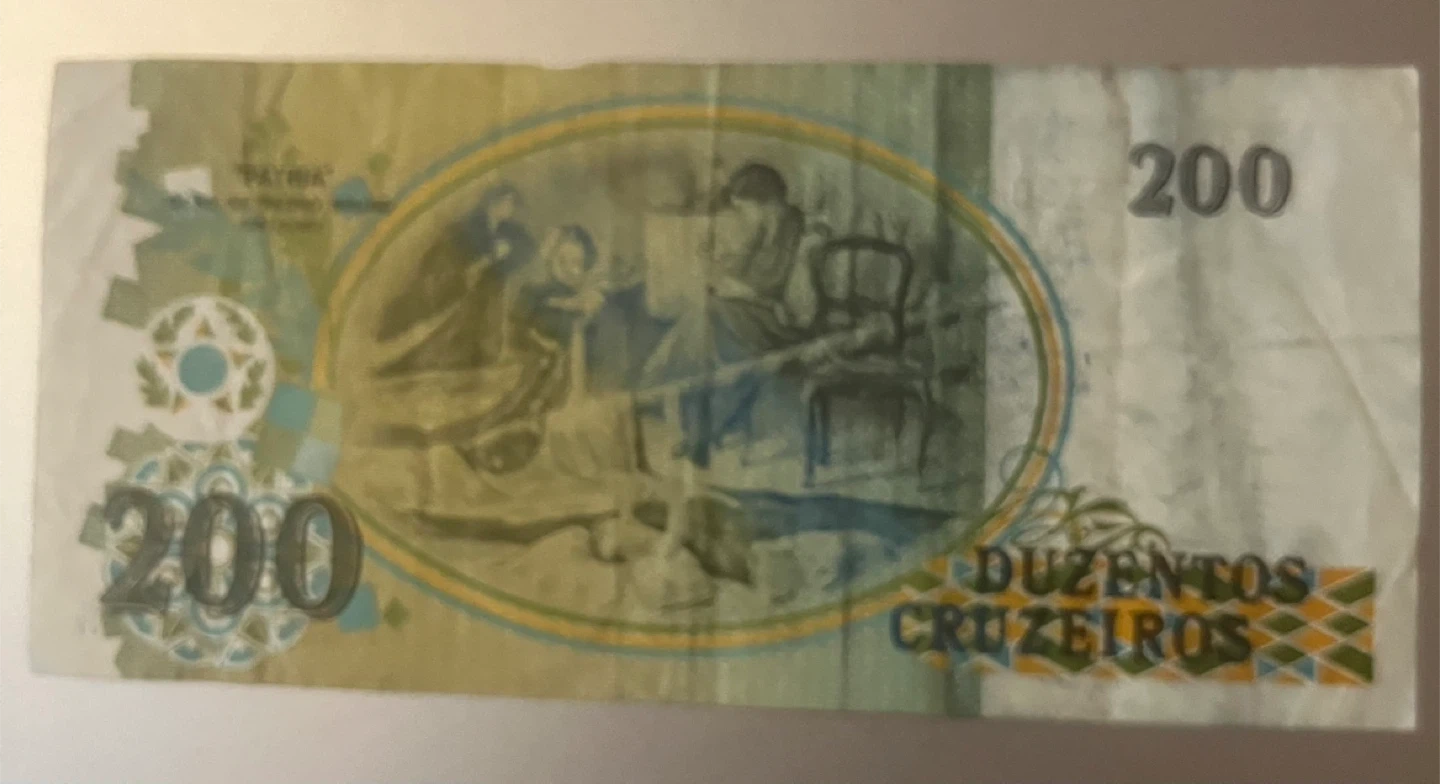 "PÁTRIA"
200
200
DUZENTOS
CRUZEIROS